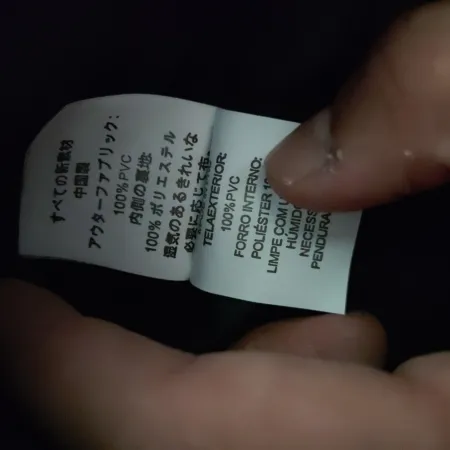 すべての新素材
中国製
アウターファブリック:
100%PVC
内側の裏地:
100% ポリエステル
湿気のあるきれいな
必要に応じて布
TELAEXTERIOR:
100%PVC
FORRO INTERNO:
POLIÉSTER
LIMPE COM
HUMID
NECESS
PENDURA